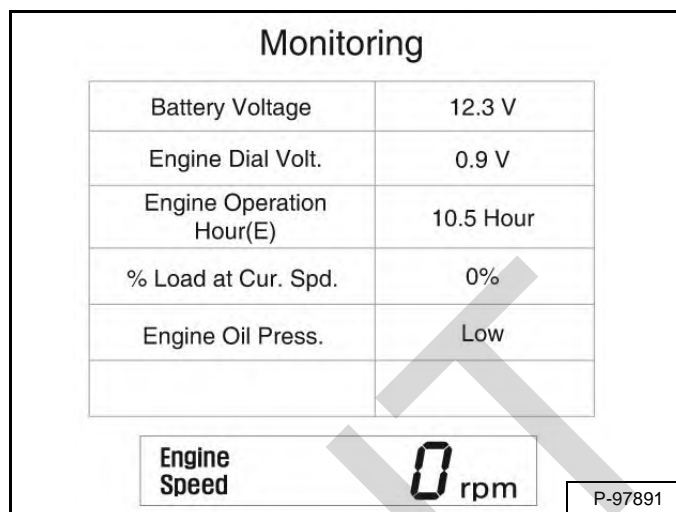 Monitoring
Battery Voltage 12.3 V
Engine Dial Volt. 0.9 V
Engine Operation
Hour(E) 10.5 Hour
% Load at Cur. Spd. 0%
Engine Oil Press. Low
Engine
Speed 0 rpm
P-97891